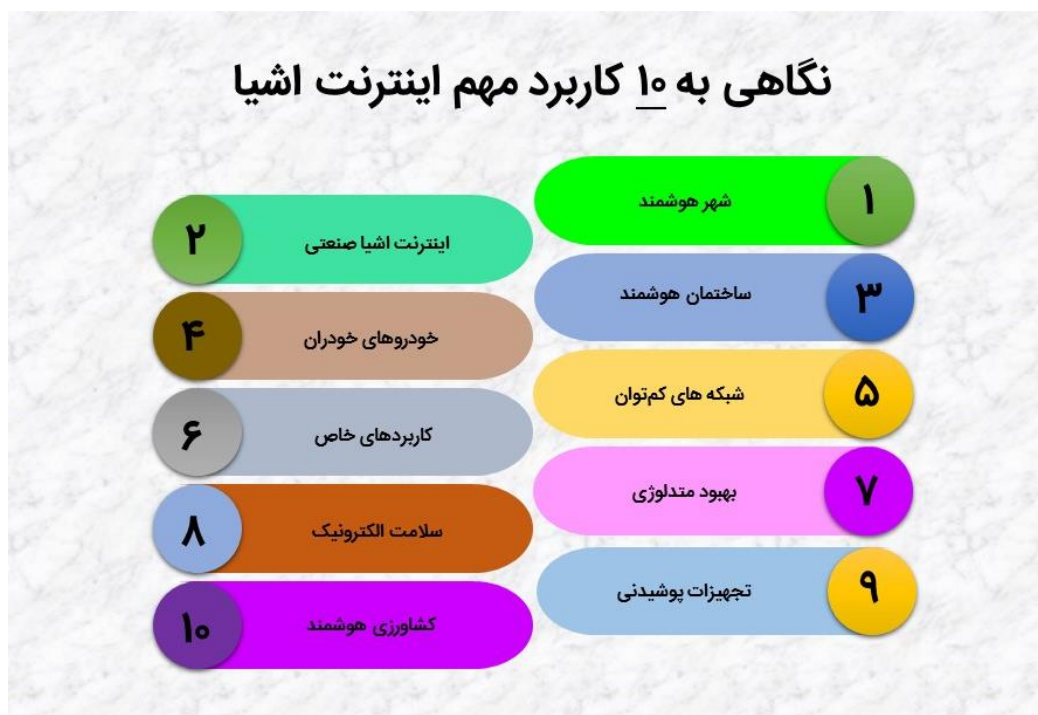 نگاهی به ۱۰ کاربرد مهم اینترنت اشیا
۱
شهر هوشمند
۲
اینترنت اشیا صنعتی
۳
ساختمان هوشمند
۴
خودروهای خودران
۵
شبکه های کم‌توان
۶
کاربردهای خاص
۷
بهبود متدلوژی
۸
سلامت الکترونیک
۹
تجهیزات پوشیدنی
۱۰
کشاورزی هوشمند